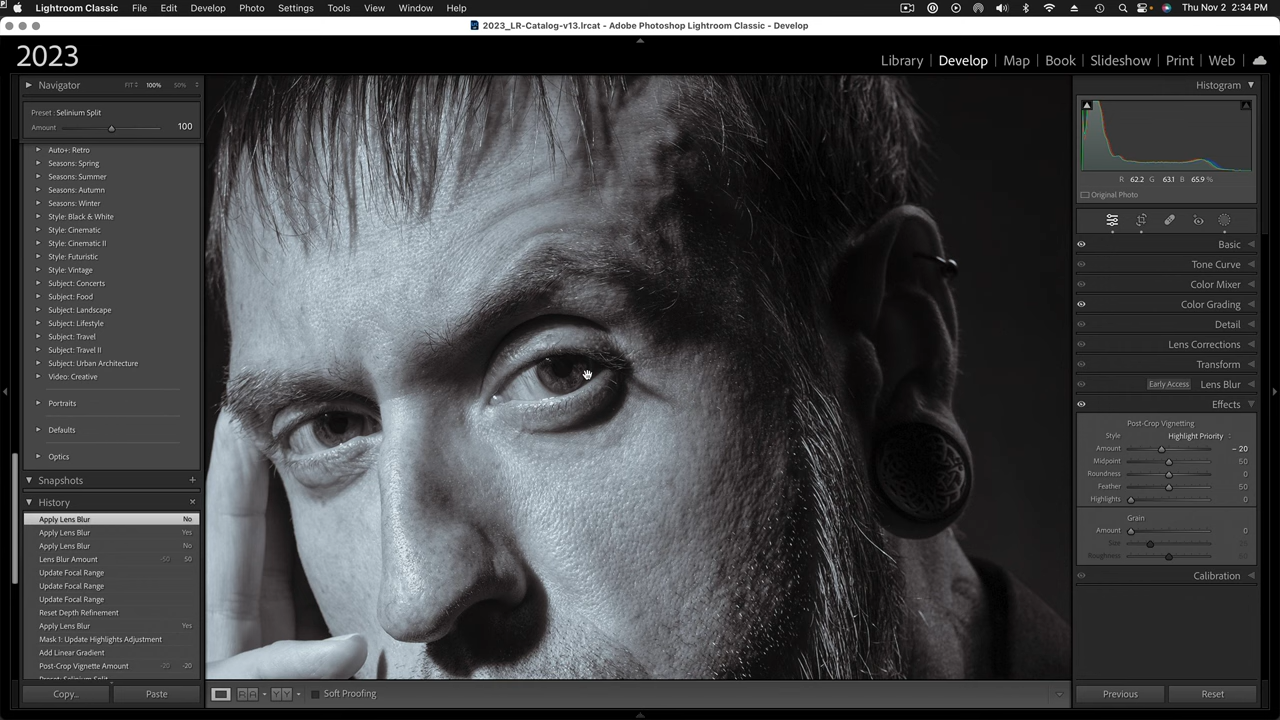 Lightroom Classic File Edit Develop Photo Settings Tools View Window Help Thu Nov 2 2:34 PM
2023_LR-Catalog-v13.lrcat - Adobe Photoshop Lightroom Classic - Develop
2023
Library | Develop | Map | Book | Slideshow | Print | Web
Navigator FIT 100% 50%
Preset : Selinium Split
Amount 100
Auto+: Retro
Seasons: Spring
Seasons: Summer
Seasons: Autumn
Seasons: Winter
Style: Black & White
Style: Cinematic
Style: Cinematic II
Style: Futuristic
Style: Vintage
Subject: Concerts
Subject: Food
Subject: Landscape
Subject: Lifestyle
Subject: Travel
Subject: Travel II
Subject: Urban Architecture
Video: Creative
Portraits
Defaults
Optics
Snapshots +
History ×
Apply Lens Blur No
Apply Lens Blur Yes
Apply Lens Blur No
Lens Blur Amount -50 50
Update Focal Range
Update Focal Range
Update Focal Range
Reset Depth Refinement
Apply Lens Blur Yes
Mask 1: Update Highlights Adjustment
Add Linear Gradient
Post-Crop Vignette Amount -20 -20
Copy... Paste
Soft Proofing
Histogram
R 62.2 G 63.1 B 65.9 %
Original Photo
Basic
Tone Curve
Color Mixer
Color Grading
Detail
Lens Corrections
Transform
Early Access Lens Blur
Effects
Post-Crop Vignetting
Style Highlight Priority
Amount – 20
Midpoint 50
Roundness 0
Feather 50
Highlights 0
Grain
Amount 0
Size
Roughness
Calibration
Previous Reset